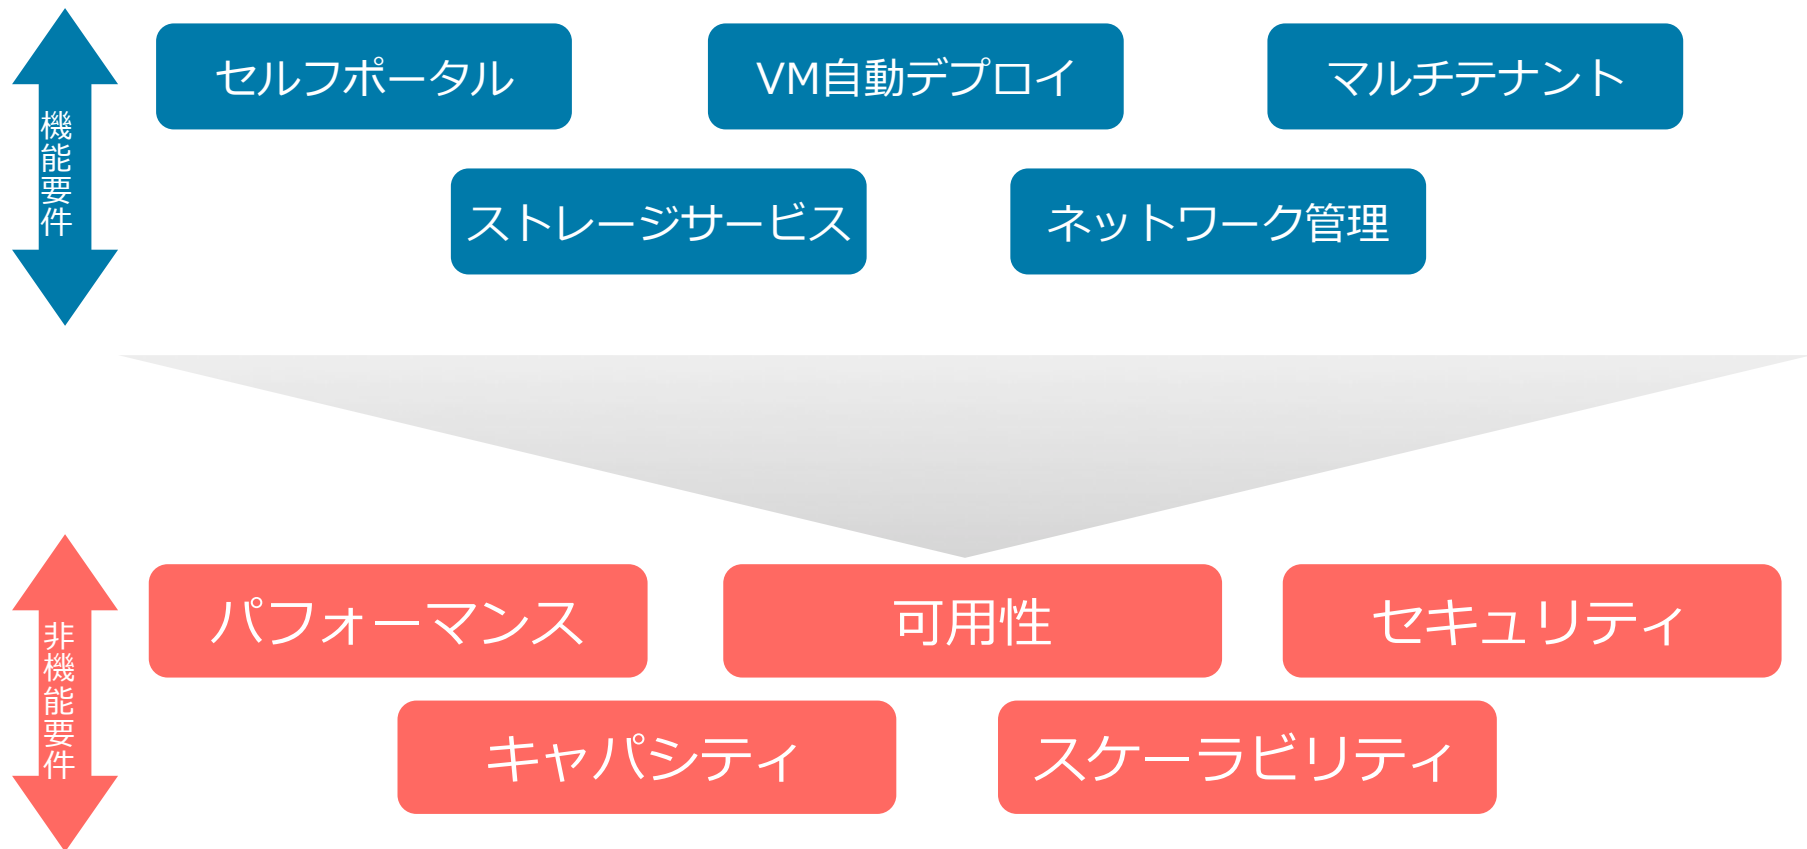 機能要件
セルフポータル
VM自動デプロイ
マルチテナント
ストレージサービス
ネットワーク管理
非機能要件
パフォーマンス
可用性
セキュリティ
キャパシティ
スケーラビリティ